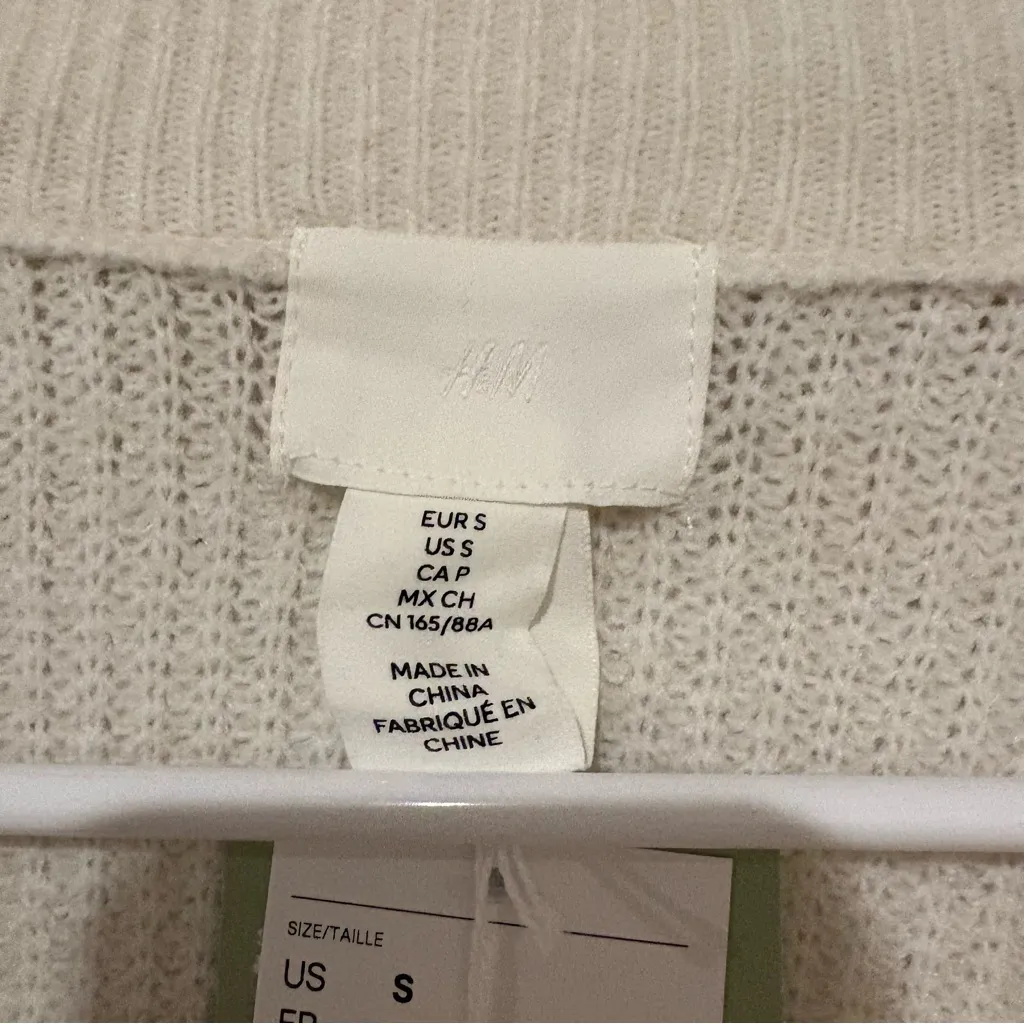 H&M
EUR S
US S
CA P
MX CH
CN 165/88A
MADE IN
CHINA
FABRIQUÉ EN
CHINE
SIZE/TAILLE
US S